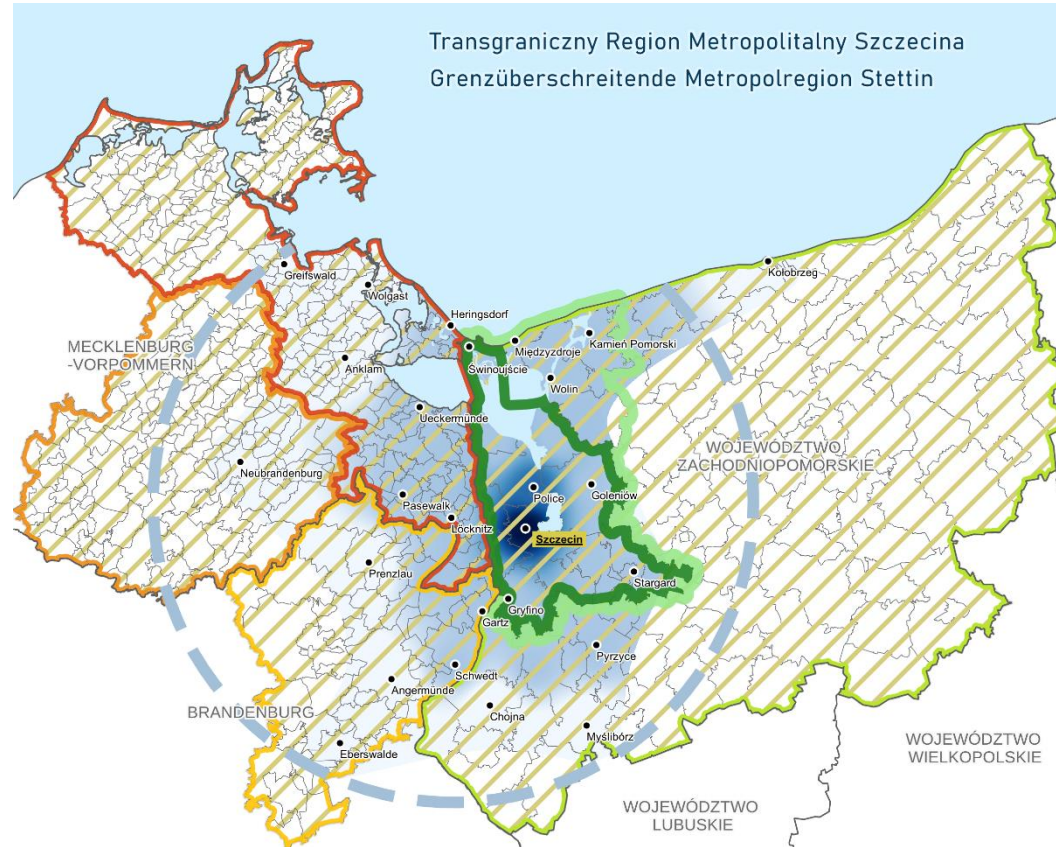 Transgraniczny Region Metropolitalny Szczecina
Grenzüberschreitende Metropolregion Stettin
Kołobrzeg
Greifswald
Wolgast
Heringsdorf
Kamień Pomorski
Międzyzdroje
Świnoujście
MECKLENBURG
-VORPOMMERN
Anklam
Wolin
Ueckermünde
WOJEWÓDZTWO
ZACHODNIOPOMORSKIE
Neubrandenburg
Police
Goleniów
Pasewalk
Löcknitz
Szczecin
Prenzlau
Stargard
Gryfino
Gartz
Pyrzyce
Schwedt
Angermünde
BRANDENBURG
Chojna
Myślibórz
Eberswalde
WOJEWÓDZTWO
WIELKOPOLSKIE
WOJEWÓDZTWO
LUBUSKIE